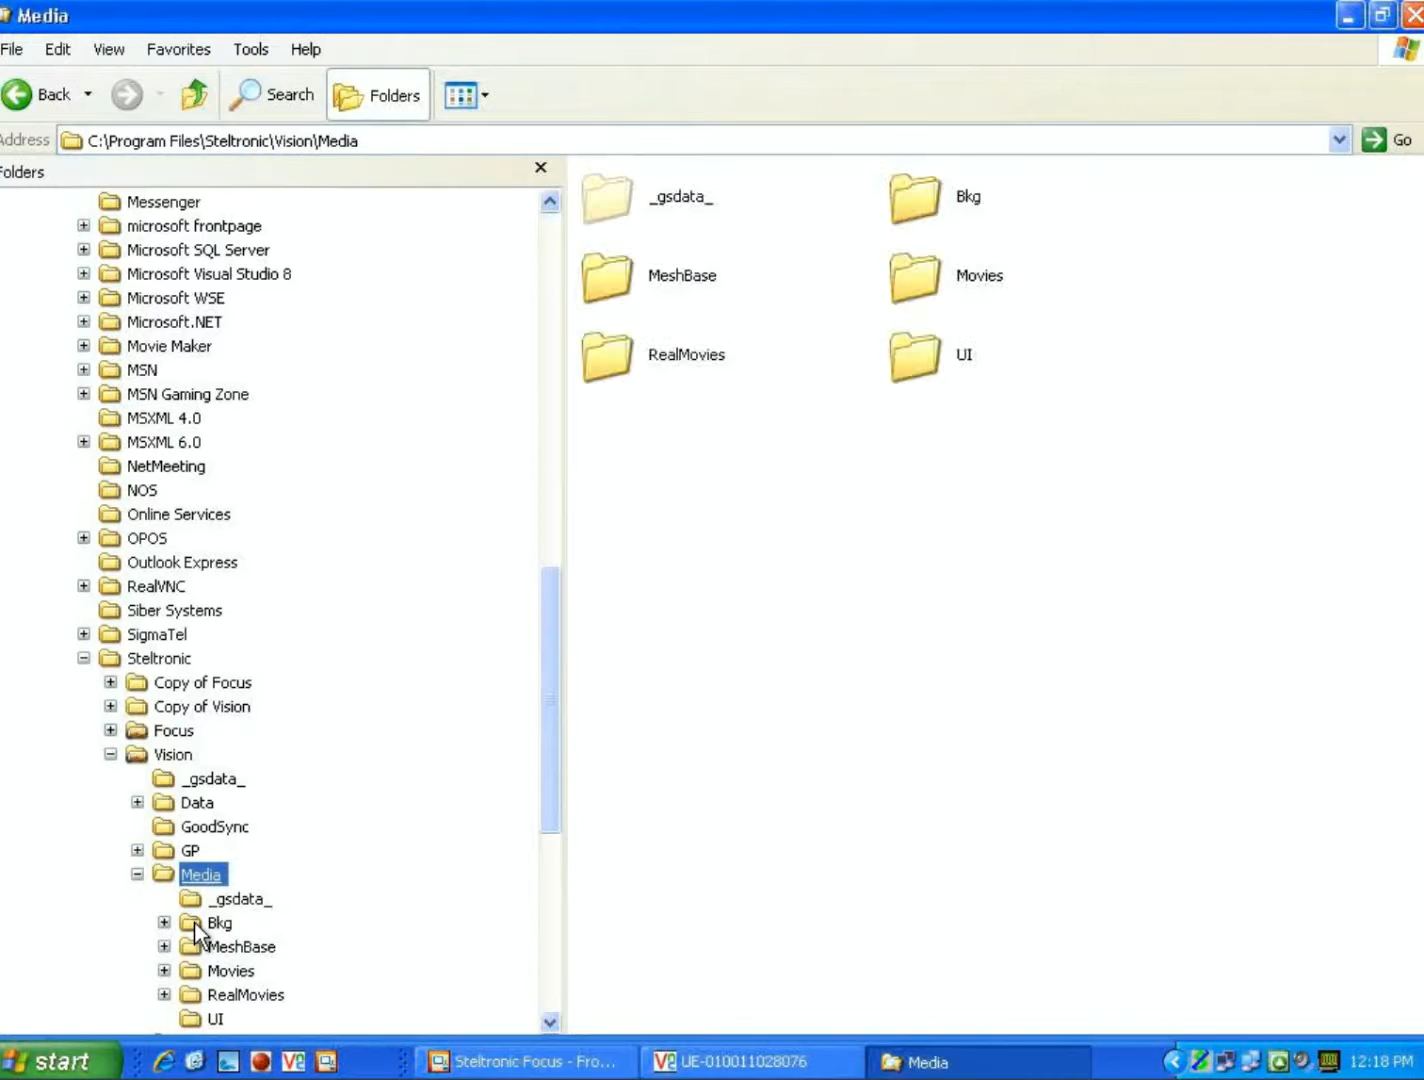 Media
File Edit View Favorites Tools Help
Back Search Folders
Address C:\Program Files\Steltronic\Vision\Media Go
Folders
Messenger
microsoft frontpage
Microsoft SQL Server
Microsoft Visual Studio 8
Microsoft WSE
Microsoft.NET
Movie Maker
MSN
MSN Gaming Zone
MSXML 4.0
MSXML 6.0
NetMeeting
NOS
Online Services
OPOS
Outlook Express
RealVNC
Siber Systems
SigmaTel
Steltronic
Copy of Focus
Copy of Vision
Focus
Vision
_gsdata_
Data
GoodSync
GP
Media
_gsdata_
Bkg
MeshBase
Movies
RealMovies
UI
_gsdata_ Bkg
MeshBase Movies
RealMovies UI
start Steltronic Focus - Fro... UE-010011028076 Media 12:18 PM